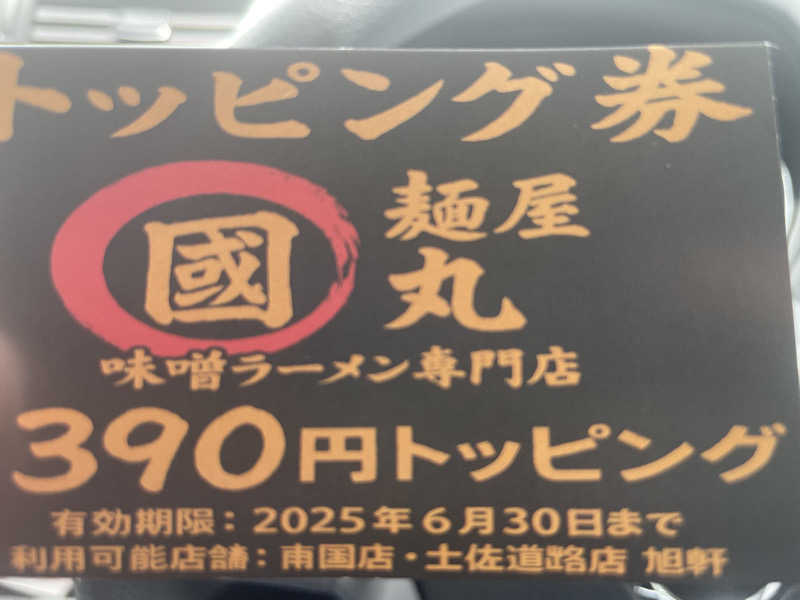 トッピング券
國
麺屋
丸
味噌ラーメン専門店
390円トッピング
有効期限：2025年6月30日まで
利用可能店舗：南国店・土佐道路店 旭軒